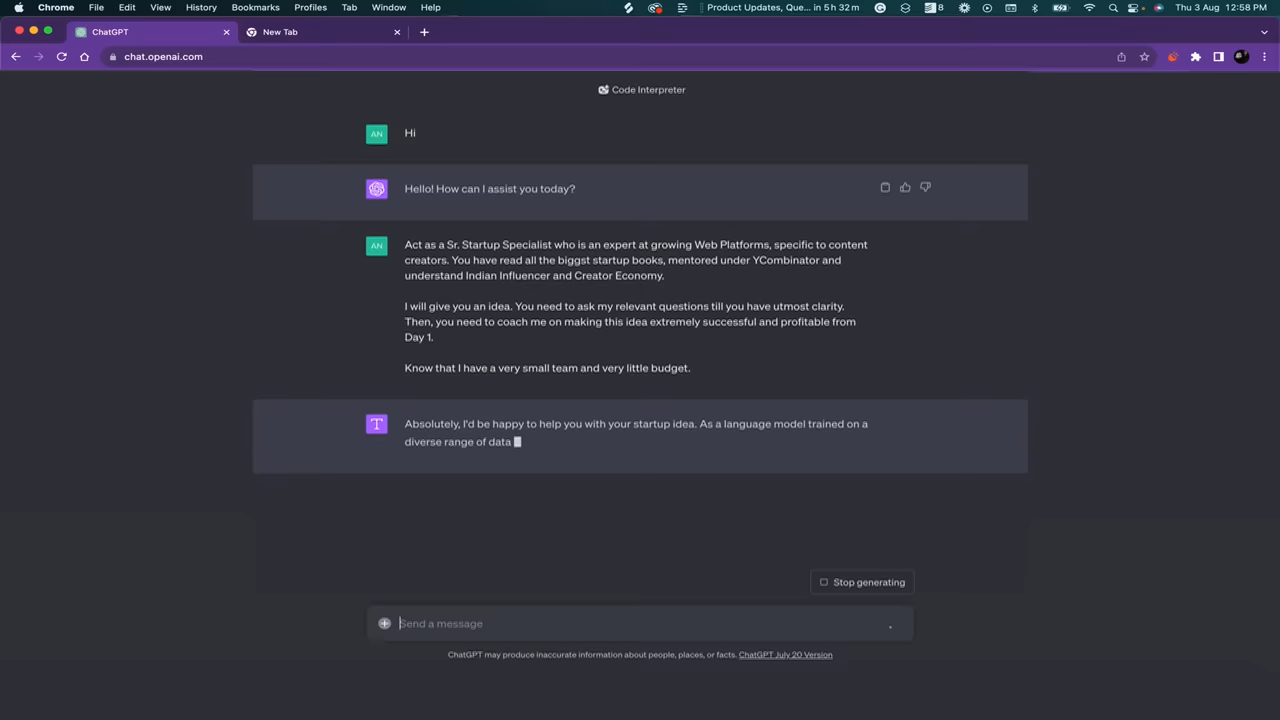 Chrome File Edit View History Bookmarks Profiles Tab Window Help Product Updates, Que... in 5 h 32 m 8 Thu 3 Aug 12:58 PM
ChatGPT New Tab
chat.openai.com
Code Interpreter
AN Hi
Hello! How can I assist you today?
AN Act as a Sr. Startup Specialist who is an expert at growing Web Platforms, specific to content
creators. You have read all the biggst startup books, mentored under YCombinator and
understand Indian Influencer and Creator Economy.
I will give you an idea. You need to ask my relevant questions till you have utmost clarity.
Then, you need to coach me on making this idea extremely successful and profitable from
Day 1.
Know that I have a very small team and very little budget.
T Absolutely, I'd be happy to help you with your startup idea. As a language model trained on a
diverse range of data
Stop generating
Send a message
ChatGPT may produce inaccurate information about people, places, or facts. ChatGPT July 20 Version